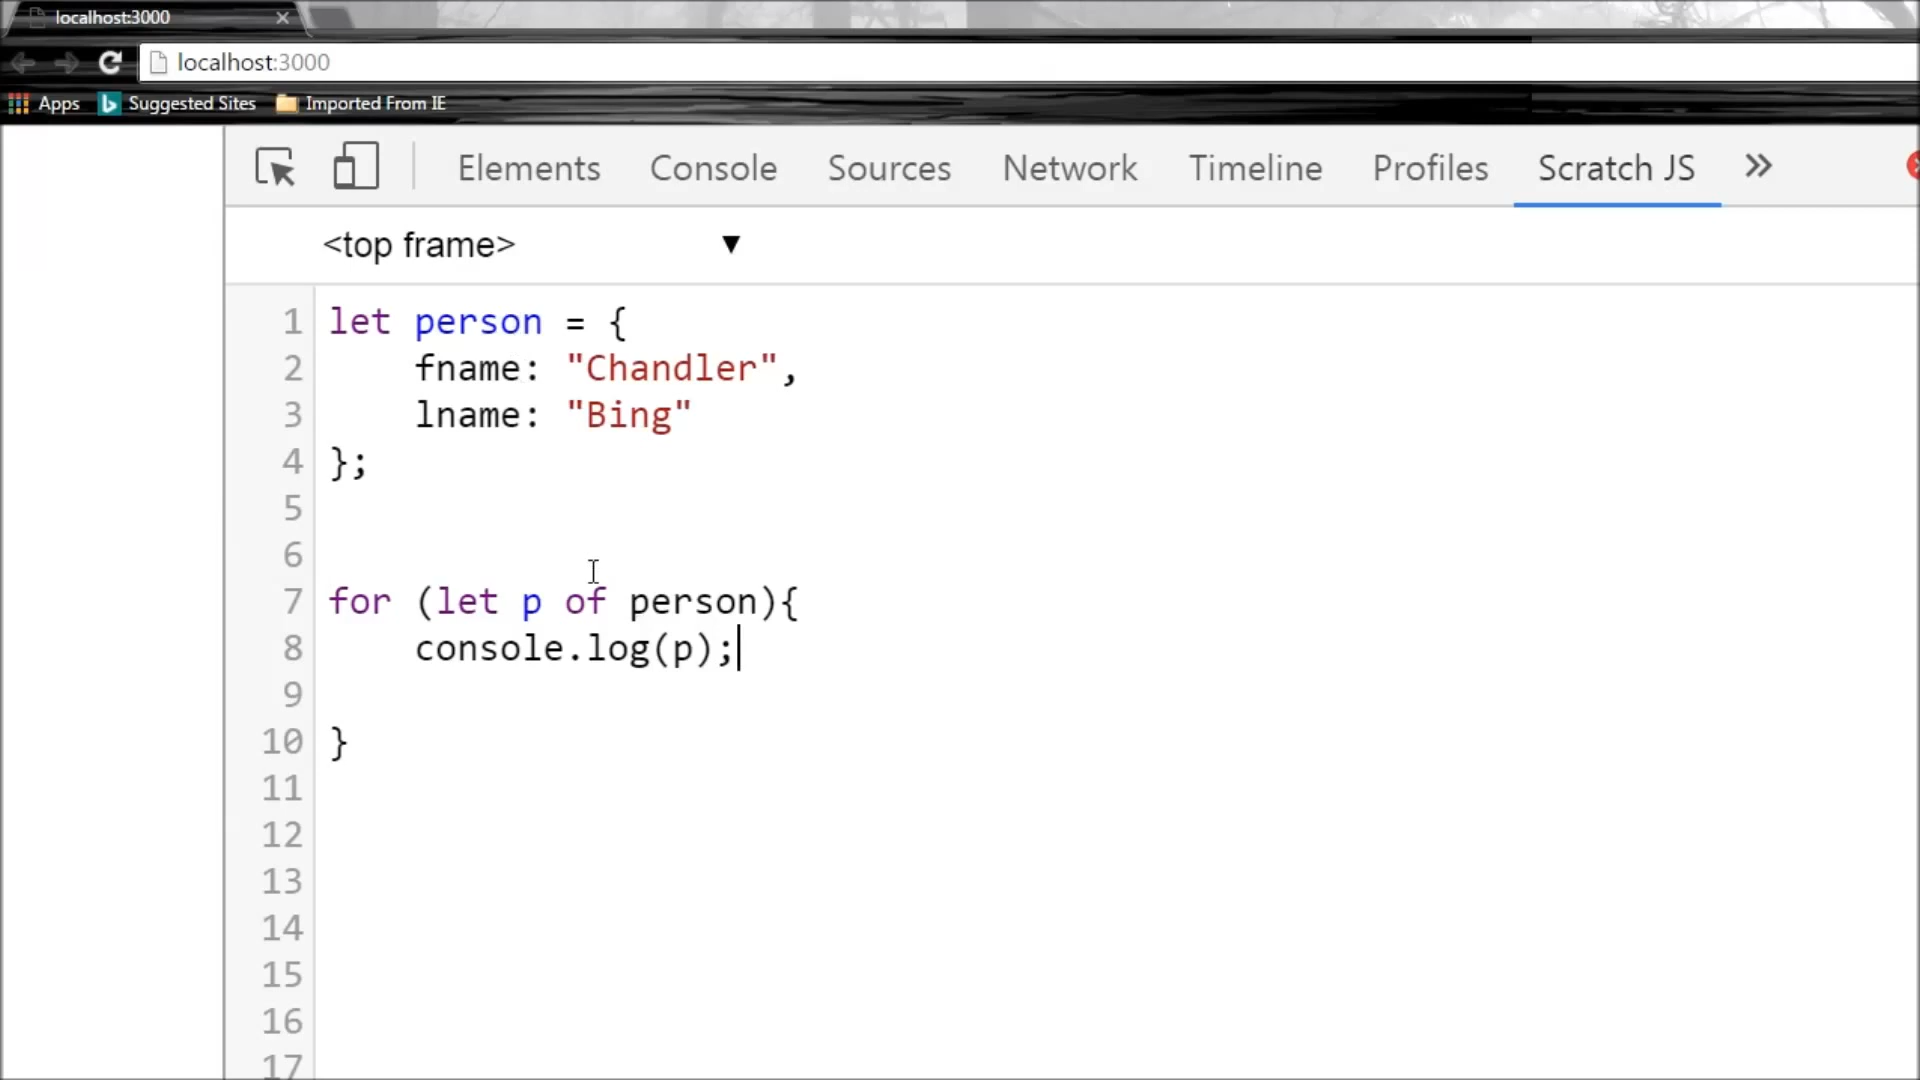 localhost:3000
localhost:3000
Apps Suggested Sites Imported From IE
Elements Console Sources Network Timeline Profiles Scratch JS »
<top frame> ▼
1 let person = {
2     fname: "Chandler",
3     lname: "Bing"
4 };
5
6
7 for (let p of person){
8     console.log(p);
9
10 }
11
12
13
14
15
16
17